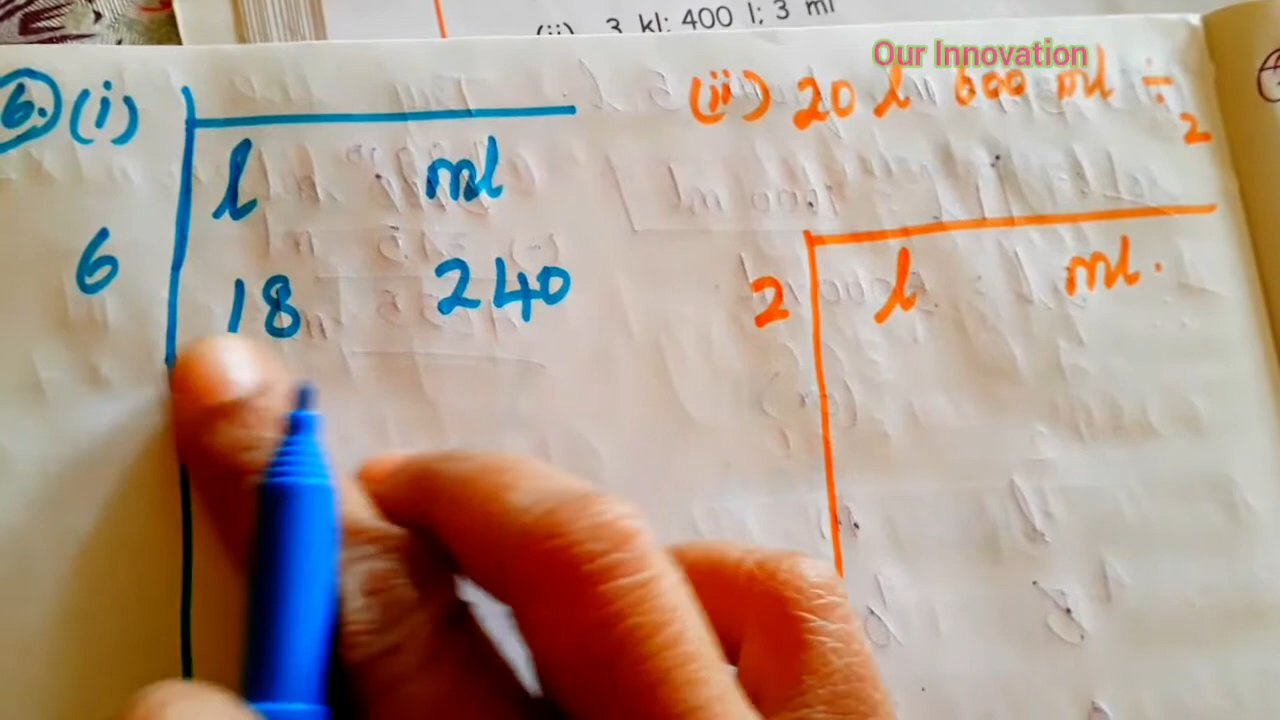 (ii) 3 kl; 400 l; 3 ml
Our Innovation
6. (i)
l ml
6 18 240
(ii) 20 l 600 ml ÷ 2
2 l ml.